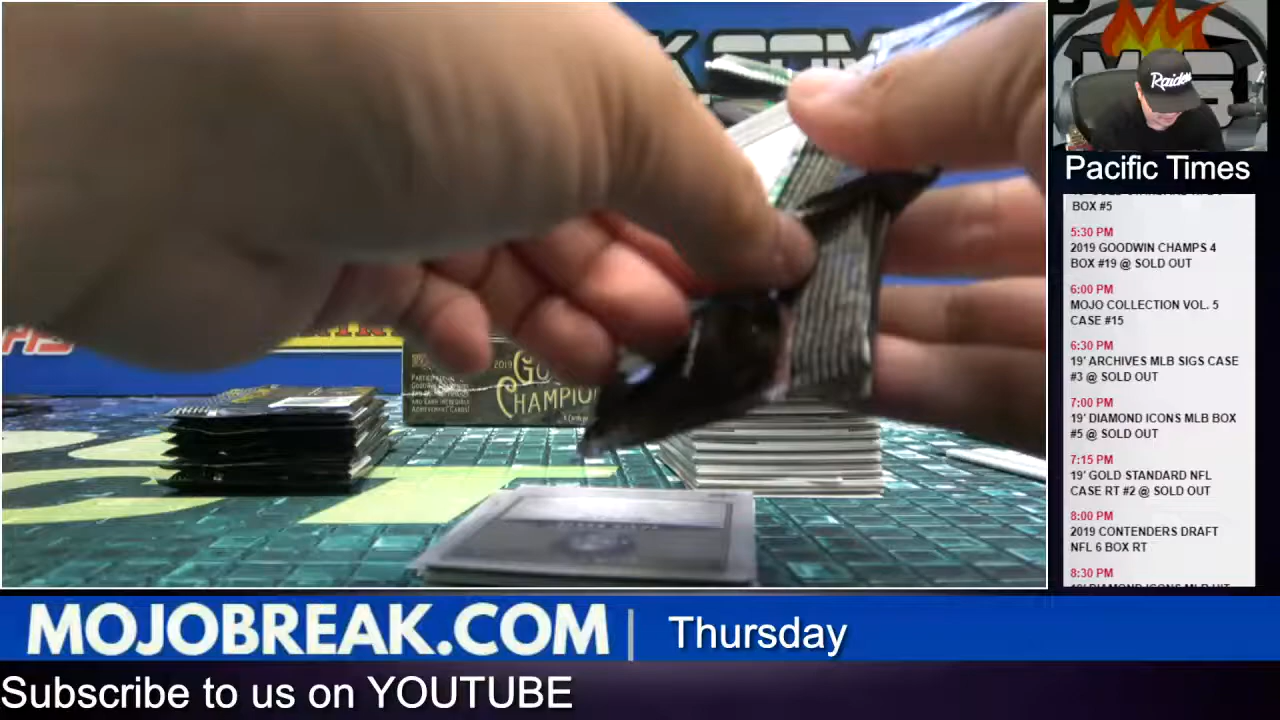 K.COM
Raiders
Pacific Times
BOX #5
5:30 PM
2019 GOODWIN CHAMPS 4
BOX #19 @ SOLD OUT
6:00 PM
MOJO COLLECTION VOL. 5
CASE #15
6:30 PM
19' ARCHIVES MLB SIGS CASE
#3 @ SOLD OUT
7:00 PM
19' DIAMOND ICONS MLB BOX
#5 @ SOLD OUT
7:15 PM
19' GOLD STANDARD NFL
CASE RT #2 @ SOLD OUT
8:00 PM
2019 CONTENDERS DRAFT
NFL 6 BOX RT
8:30 PM
2019
GO
CHAMPIO
MOJOBREAK.COM | Thursday
Subscribe to us on YOUTUBE